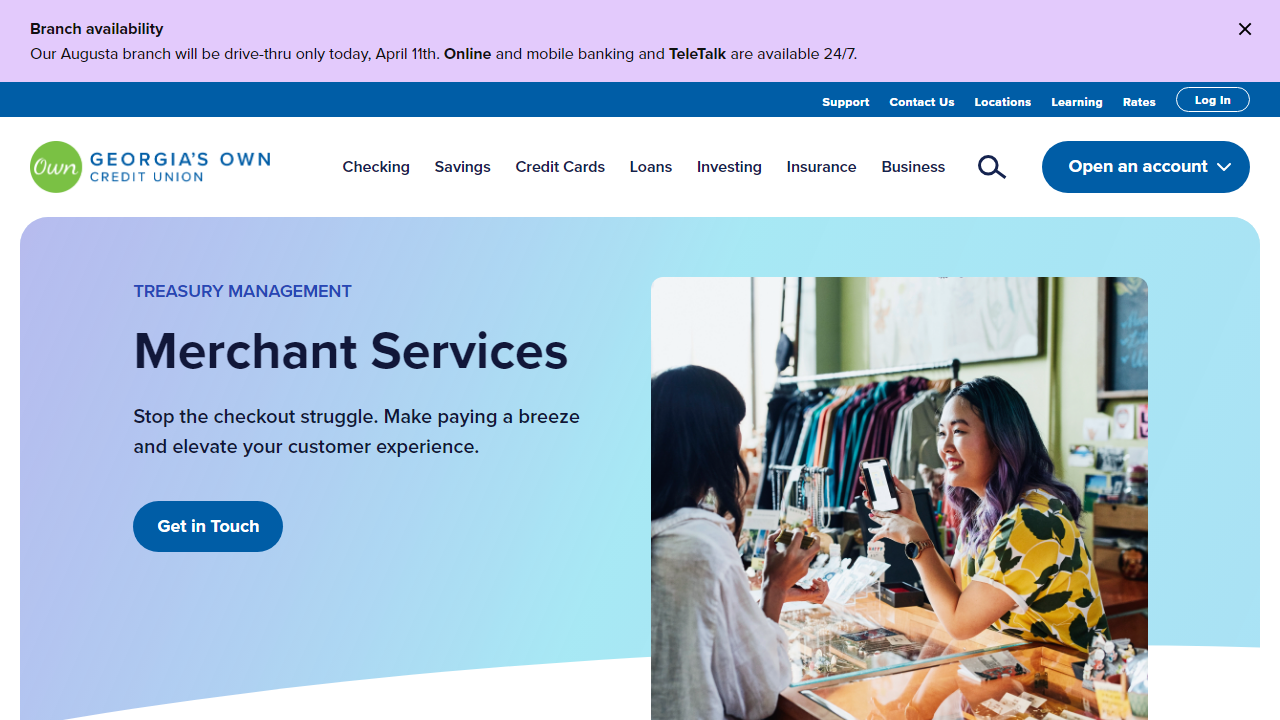 Branch availability
Our Augusta branch will be drive-thru only today, April 11th. Online and mobile banking and TeleTalk are available 24/7.
Support Contact Us Locations Learning Rates Log In
Own GEORGIA'S OWN
CREDIT UNION
Checking Savings Credit Cards Loans Investing Insurance Business Open an account
TREASURY MANAGEMENT
Merchant Services
Stop the checkout struggle. Make paying a breeze
and elevate your customer experience.
Get in Touch